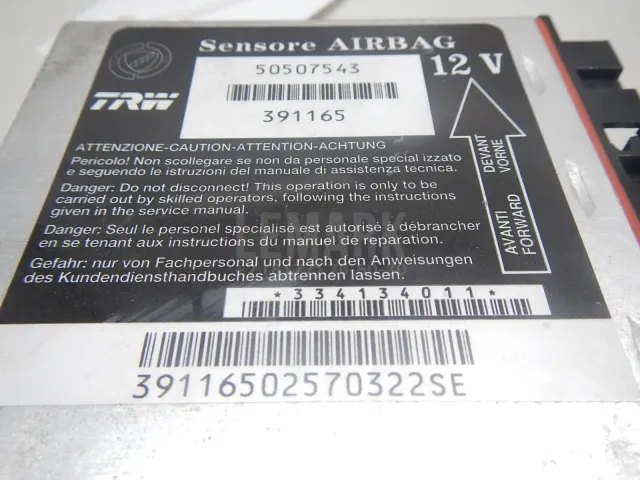 Sensore AIRBAG
50507543
12 V
TRW
391165
ATTENZIONE-CAUTION-ATTENTION-ACHTUNG
Pericolo! Non scollegare se non da personale special izzato
e seguendo le istruzioni del manuale di assistenza tecnica.
Danger: Do not disconnect! This operation is only to be
carried out by skilled operators, following the instructions
given in the service manual.
Danger: Seul le personel spécialisé est autorisé à débrancher
en se tenant aux instructions du manuel de reparation.
Gefahr: nur von Fachpersonal und nach den Anweisungen
des Kundendiensthandbuches abtrennen lassen.
AVANTI DEVANT
FORWARD VORNE
*334134011*
39116502570322SE